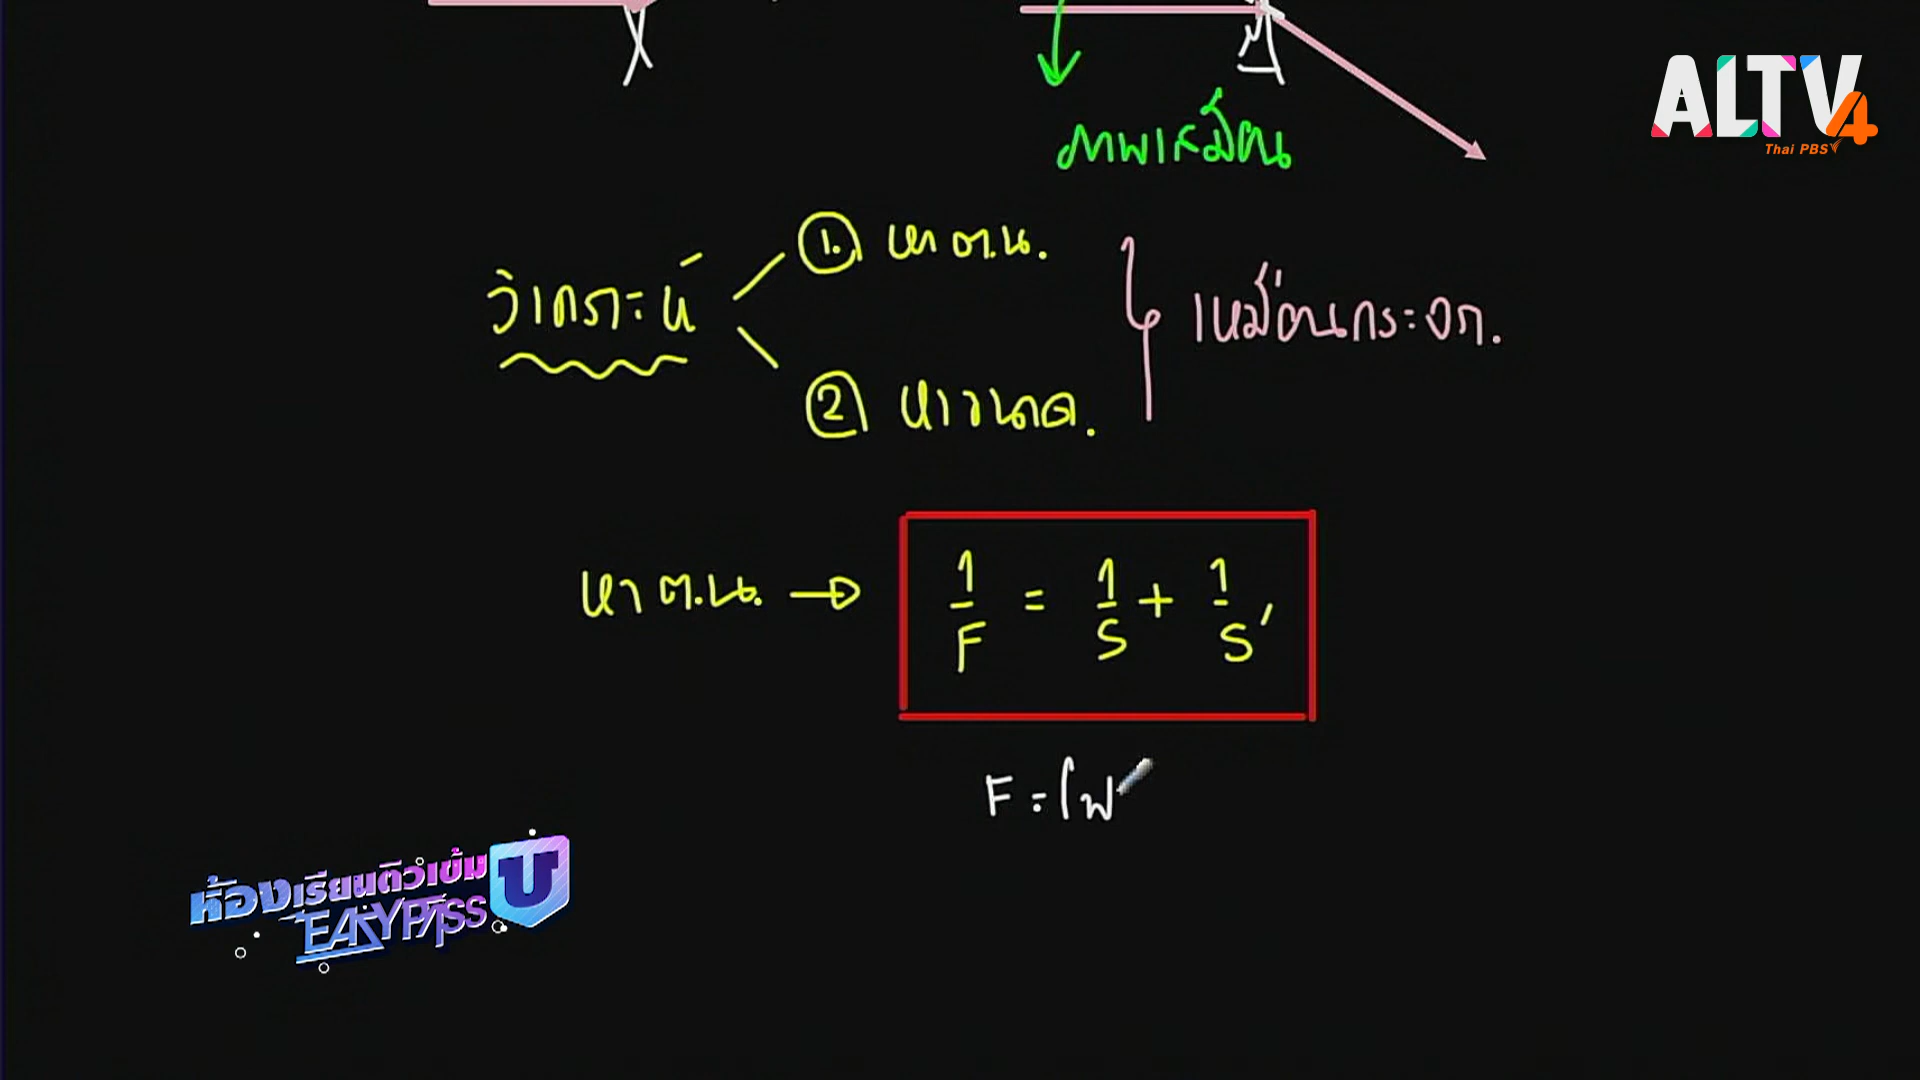 ALTV4
Thai PBS
ภาพเสมือน
วิเคราะห์
1. หา ต.น.
2 หาขนาด.
เหมือนกระจก.
หา ต.น. → 1/F = 1/S + 1/S'
F = โฟ
ห้องเรียนติวเข้ม U
EASY PASS